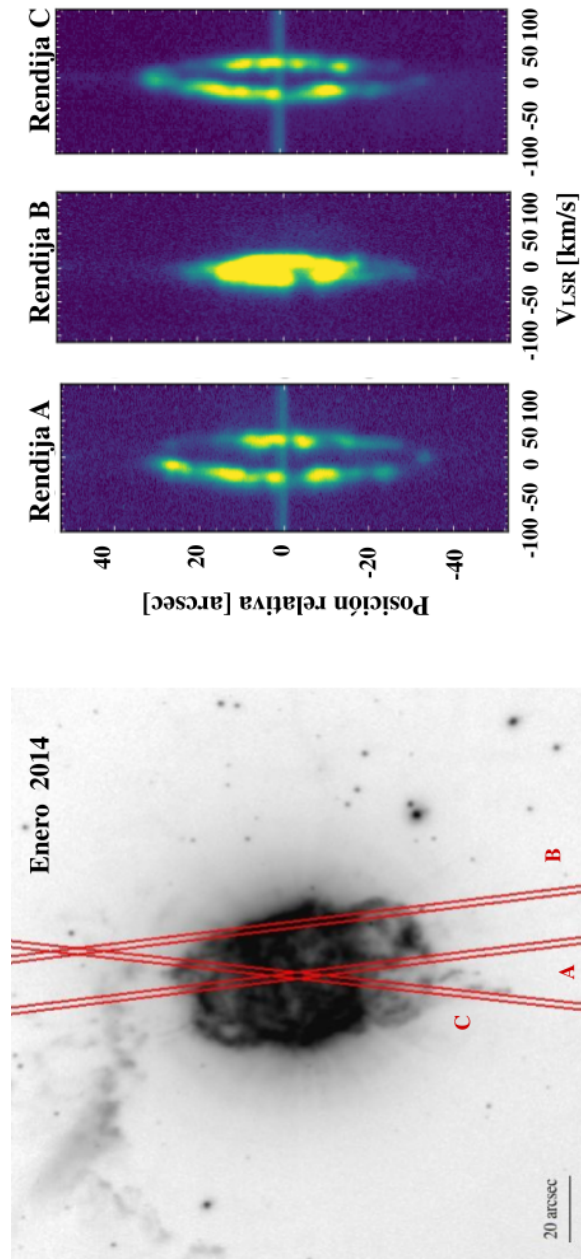 Enero 2014
B
A
C
20 arcsec
Rendija A
Rendija B
Rendija C
Posición relativa [arcsec]
40
20
0
-20
-40
-100 -50 0 50 100
-100 -50 0 50 100
-100 -50 0 50 100
VLSR [km/s]